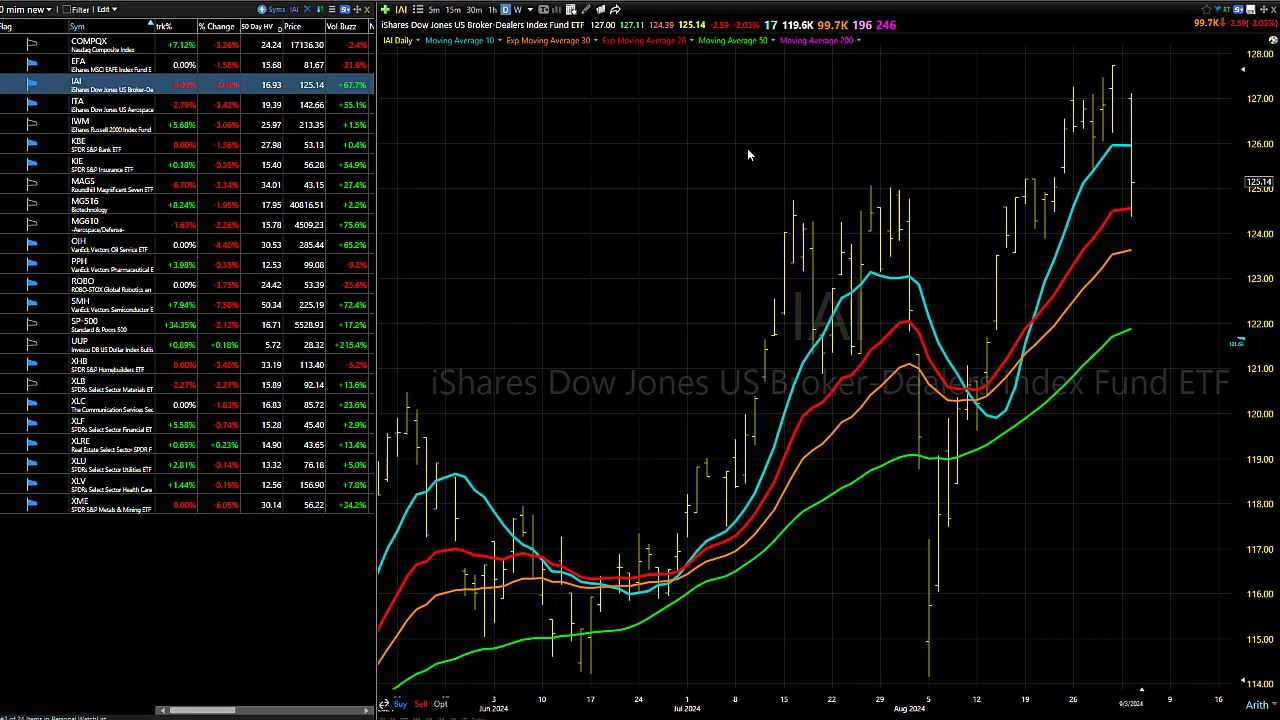 0 mim new Filter Edit Syms IAI
Flag Sym trk% % Change 50 Day HV Price Vol Buzz
COMPQX +7.12% -3.26% 24.24 17136.30 -2.4%
Nasdaq Composite Index
EFA 0.00% -1.58% 15.68 81.67 -21.9%
iShares MSCI EAFE Index Fund E
IAI -2.03% 16.93 125.14 +67.7%
iShares Dow Jones US Broker-De
ITA -2.79% -3.42% 19.39 142.66 +55.1%
iShares Dow Jones US Aerospace
IWM +5.68% -3.06% 25.97 213.35 +1.5%
iShares Russell 2000 Index Fund
KBE 0.00% -1.36% 27.98 53.13 +0.4%
SPDR S&P Bank ETF
KIE +0.18% -0.35% 15.40 56.28 +54.9%
SPDR S&P Insurance ETF
MAGS -6.70% -3.34% 34.01 43.15 +27.4%
Roundhill Magnificent Seven ETF
MG516 +8.24% -1.95% 17.95 40816.51 +2.2%
Biotechnology
MG610 -1.63% -2.26% 15.78 4509.23 +75.6%
-Aerospace/Defense-
OIH 0.00% -4.40% 30.53 285.44 +65.2%
VanEck Vectors Oil Service ETF
PPH +3.98% -0.35% 12.53 99.08 -9.2%
VanEck Vectors Pharmaceutical E
ROBO 0.00% -3.75% 24.42 53.39 -25.6%
ROBO-STOX Global Robotics an
SMH +7.94% -7.50% 50.34 225.19 +72.4%
VanEck Vectors Semiconductor E
SP-500 +34.35% -2.12% 16.71 5528.93 +17.2%
Standard & Poors 500
UUP +0.69% +0.18% 5.72 28.32 +215.4%
Invesco DB US Dollar Index Bullis
XHB 0.00% -3.40% 33.19 113.40 -5.2%
SPDR S&P Homebuilders ETF
XLB -2.27% -2.27% 15.89 92.14 +13.6%
SPDRs Select Sector Materials ET
XLC 0.00% -1.83% 16.83 85.72 +23.6%
The Communication Services Sec
XLF +5.58% -0.74% 15.28 45.40 +2.9%
SPDRs Select Sector Financial ET
XLRE +0.65% +0.23% 14.90 43.65 +13.4%
Real Estate Select Sector SPDR F
XLU +2.81% -0.14% 13.32 76.18 +5.0%
SPDRs Select Sector Utilities ETF
XLV +1.44% -0.19% 12.56 156.90 +7.8%
SPDRs Select Sector Health Care
XME 0.00% -6.05% 30.14 56.22 +34.2%
SPDR S&P Metals & Mining ETF
IAI 5m 15m 30m 1h D W
iShares Dow Jones US Broker-Dealers Index Fund ETF 127.00 127.11 124.39 125.14 -2.59 -2.03% 17 119.6K 99.7K 196 246
99.7K -2.59 (-2.03%)
IAI Daily Moving Average 10 Exp Moving Average 30 Exp Moving Average 20 Moving Average 50 Moving Average 200
128.00
127.00
126.00
125.14
125.00
124.00
123.00
122.00
121.00
120.00
119.00
118.00
117.00
116.00
115.00
114.00
IAI
iShares Dow Jones US Broker-Dealers Index Fund ETF
3 10 17 24 1 8 15 22 29 5 12 19 26 9 16
Jun 2024 Jul 2024 Aug 2024 9/3/2024
Buy Sell Opt
Arith